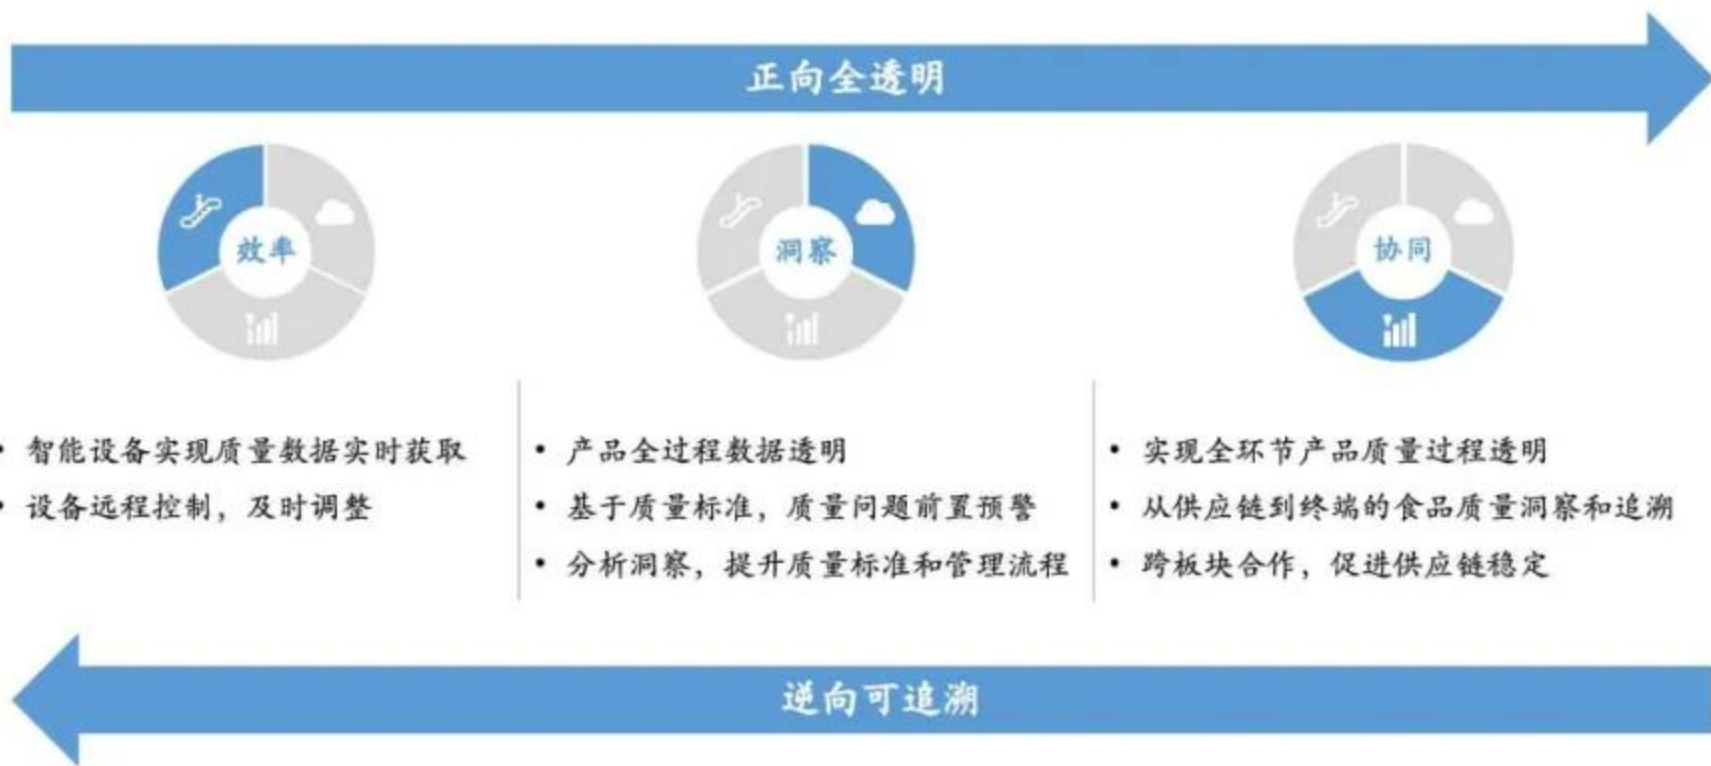 正向全透明
效率
洞察
协同
• 智能设备实现质量数据实时获取
• 设备远程控制，及时调整
• 产品全过程数据透明
• 基于质量标准，质量问题前置预警
• 分析洞察，提升质量标准和管理流程
• 实现全环节产品质量过程透明
• 从供应链到终端的食品质量洞察和追溯
• 跨板块合作，促进供应链稳定
逆向可追溯